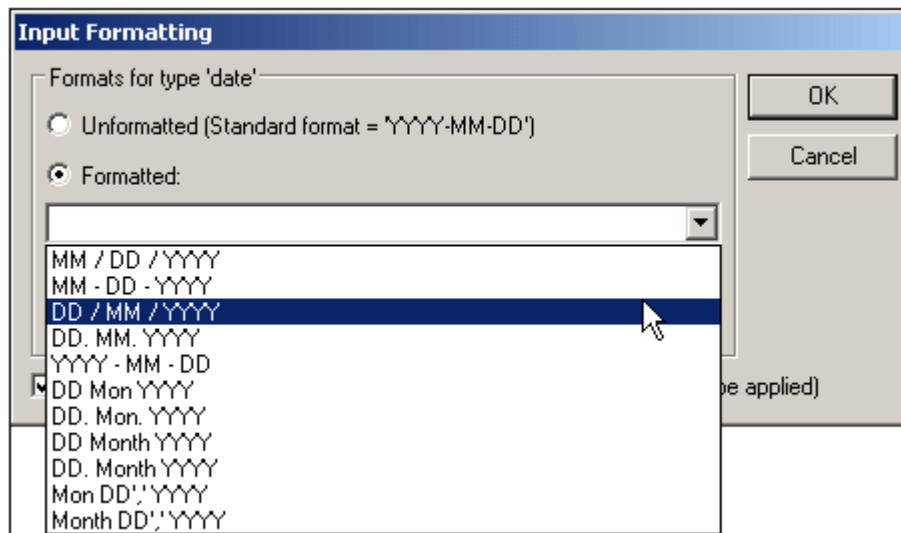 Input Formatting
Formats for type 'date'
Unformatted (Standard format = 'YYYY-MM-DD')
Formatted:
OK
Cancel
MM / DD / YYYY
MM - DD - YYYY
DD / MM / YYYY
DD. MM. YYYY
YYYY - MM - DD
DD Mon YYYY
DD. Mon. YYYY
DD Month YYYY
DD. Month YYYY
Mon DD',' YYYY
Month DD',' YYYY
be applied)